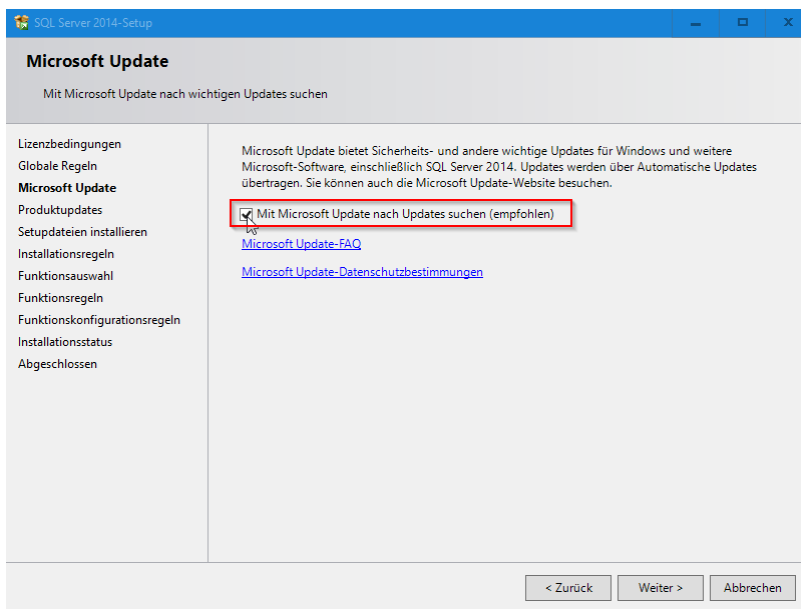 SQL Server 2014-Setup
Microsoft Update
Mit Microsoft Update nach wichtigen Updates suchen
Lizenzbedingungen
Globale Regeln
Microsoft Update
Produktupdates
Setupdateien installieren
Installationsregeln
Funktionsauswahl
Funktionsregeln
Funktionskonfigurationsregeln
Installationsstatus
Abgeschlossen
Microsoft Update bietet Sicherheits- und andere wichtige Updates für Windows und weitere
Microsoft-Software, einschließlich SQL Server 2014. Updates werden über Automatische Updates
übertragen. Sie können auch die Microsoft Update-Website besuchen.
Mit Microsoft Update nach Updates suchen (empfohlen)
Microsoft Update-FAQ
Microsoft Update-Datenschutzbestimmungen
< Zurück
Weiter >
Abbrechen